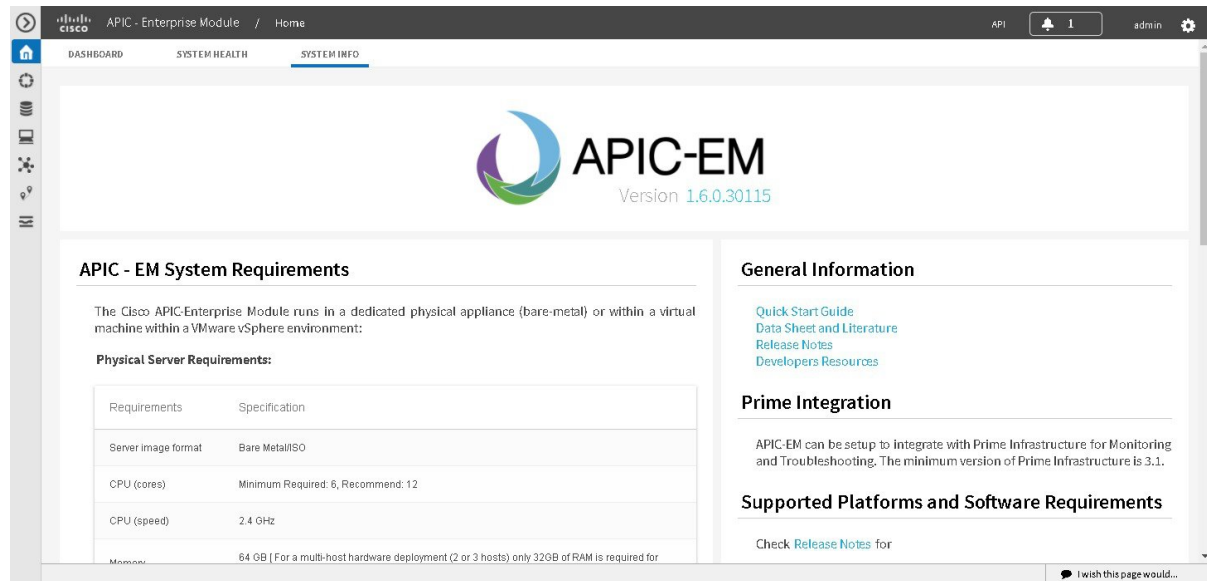 cisco APIC - Enterprise Module / Home API 1 admin
DASHBOARD SYSTEM HEALTH SYSTEM INFO
APIC-EM
Version 1.6.0.30115
APIC - EM System Requirements
The Cisco APIC-Enterprise Module runs in a dedicated physical appliance (bare-metal) or within a virtual
machine within a VMware vSphere environment:
Physical Server Requirements:
Requirements Specification
Server image format Bare Metal/ISO
CPU (cores) Minimum Required: 6, Recommend: 12
CPU (speed) 2.4 GHz
Memory 64 GB [ For a multi-host hardware deployment (2 or 3 hosts) only 32GB of RAM is required for
General Information
Quick Start Guide
Data Sheet and Literature
Release Notes
Developers Resources
Prime Integration
APIC-EM can be setup to integrate with Prime Infrastructure for Monitoring
and Troubleshooting. The minimum version of Prime Infrastructure is 3.1.
Supported Platforms and Software Requirements
Check Release Notes for
I wish this page would...